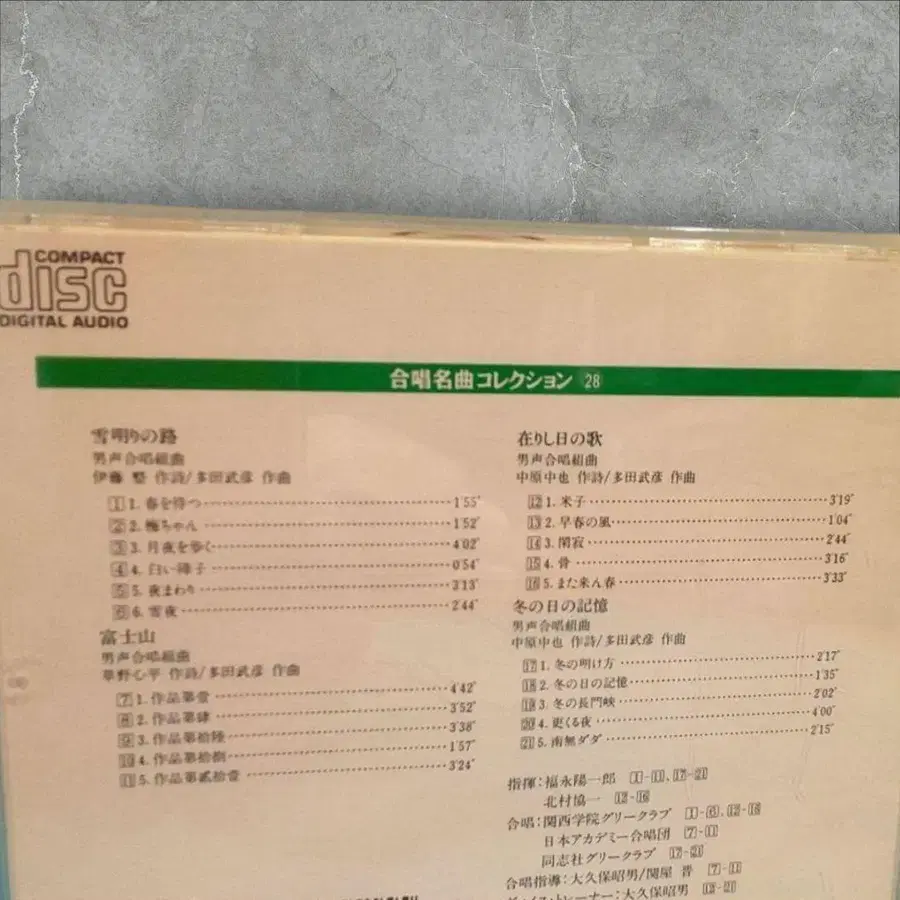 COMPACT
disc
DIGITAL AUDIO
合唱名曲コレクション 28
雪明りの路
男声合唱組曲
伊藤 整 作詩/多田武彦 作曲
1 1. 春を待つ 1'55"
2 2. 梅ちゃん 1'52"
3 3. 月夜を歩く 4'02"
4 4. 白い障子 0'54"
5 5. 夜まわり 3'13"
6 6. 雪夜 2'44"
富士山
男声合唱組曲
草野心平 作詩/多田武彦 作曲
7 1. 作品第壹 4'42"
8 2. 作品第肆 3'52"
9 3. 作品第拾陸 3'38"
10 4. 作品第拾捌 1'57"
11 5. 作品第貳拾壹 3'24"
在りし日の歌
男声合唱組曲
中原中也 作詩/多田武彦 作曲
12 1. 米子 3'19"
13 2. 早春の風 1'04"
14 3. 閑寂 2'44"
15 4. 骨 3'16"
16 5. また来ん春 3'33"
冬の日の記憶
男声合唱組曲
中原中也 作詩/多田武彦 作曲
17 1. 冬の明け方 2'17"
18 2. 冬の日の記憶 1'35"
19 3. 冬の長門峡 2'02"
20 4. 更くる夜 4'00"
21 5. 南無ダダ 2'15"
指揮:福永陽一郎 1-11、17-21
北村協一 12-16
合唱:関西学院グリークラブ 1-6、12-16
日本アカデミー合唱団 7-11
同志社グリークラブ 17-21
合唱指導:大久保昭男/関屋 晋 7-11
ヴォイス・トレーナー:大久保昭男